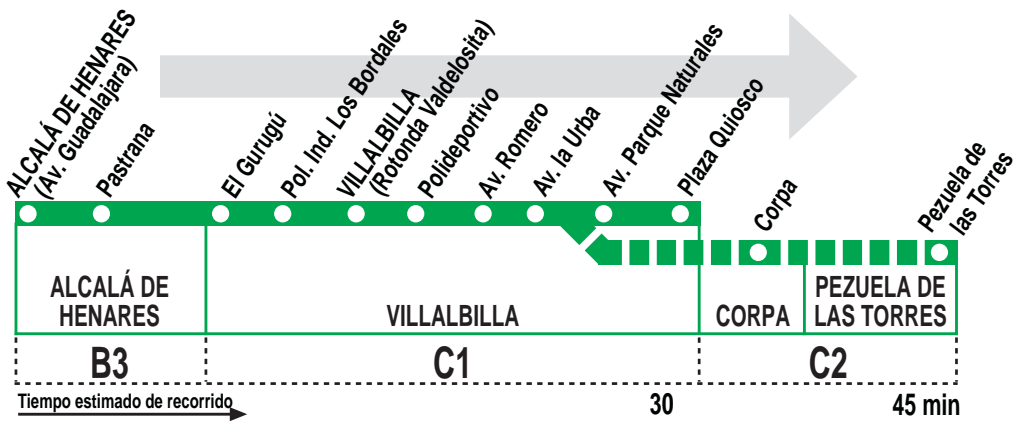 ALCALÁ DE HENARES
(Av. Guadalajara)
Pastrana
El Gurugú
Pol. Ind. Los Bordales
VILLALBILLA
(Rotonda Valdelosita)
Polideportivo
Av. Romero
Av. la Urba
Av. Parque Naturales
Plaza Quiosco
Corpa
Pezuela de
las Torres
ALCALÁ DE
HENARES
VILLALBILLA
CORPA
PEZUELA DE
LAS TORRES
B3
C1
C2
Tiempo estimado de recorrido
30
45 min